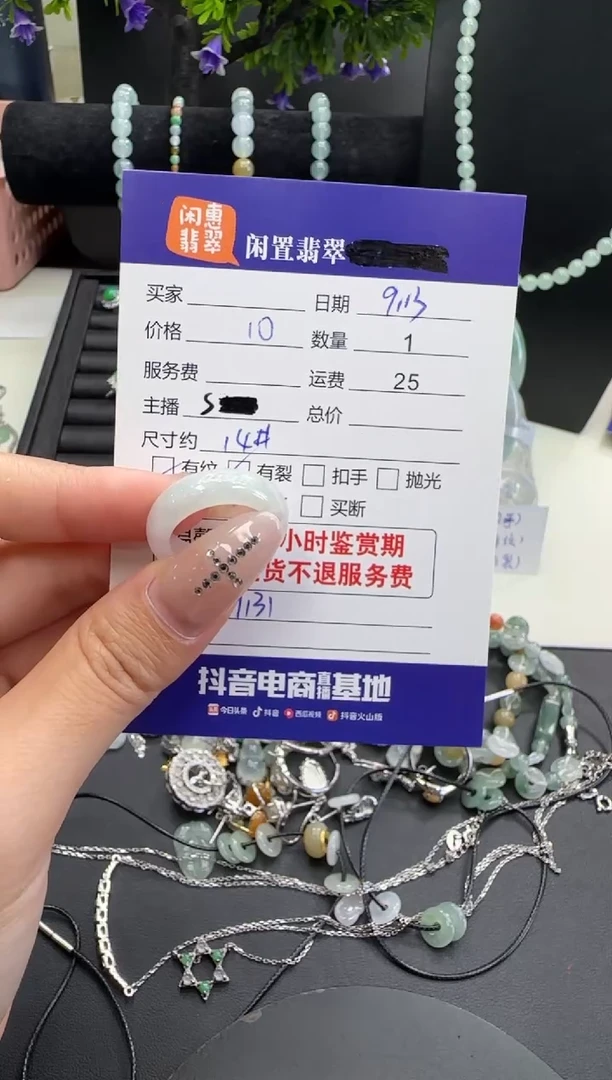 闲惠
翡翠
闲置翡翠
买家 日期 9.13
价格 10 数量 1
服务费 运费 25
主播 S 总价
尺寸约 14#
有纹 有裂 扣手 抛光
买断
小时鉴赏期
货不退服务费
1131
抖音电商直播基地
今日头条 抖音 西瓜视频 抖音火山版